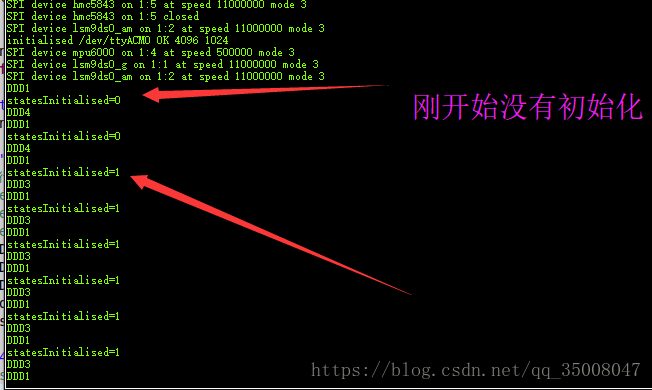 SPI device hmc5843 on 1:5 at speed 11000000 mode 3
SPI device hmc5843 on 1:5 closed
SPI device lsm9ds0_am on 1:2 at speed 11000000 mode 3
initialised /dev/ttyACM0 OK 4096 1024
SPI device mpu6000 on 1:4 at speed 500000 mode 3
SPI device lsm9ds0_g on 1:1 at speed 11000000 mode 3
SPI device lsm9ds0_am on 1:2 at speed 11000000 mode 3
DDD1
statesInitialised=0
DDD4
DDD1
statesInitialised=0
DDD4
DDD1
statesInitialised=1
DDD3
DDD1
statesInitialised=1
DDD3
DDD1
statesInitialised=1
DDD3
DDD1
statesInitialised=1
DDD3
DDD1
statesInitialised=1
DDD3
DDD1
statesInitialised=1
DDD3
DDD1
刚开始没有初始化
https://blog.csdn.net/qq_35008047